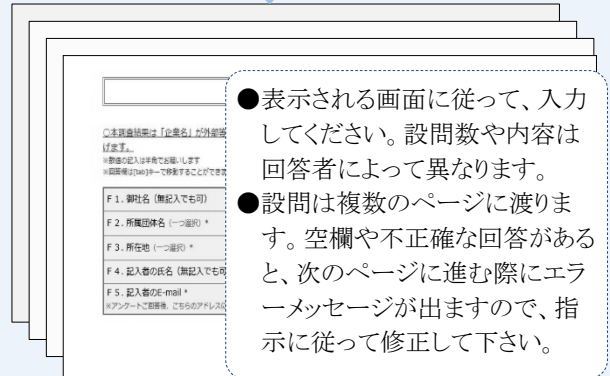 ○本調査結果は「企業名」が外部等
げます。
※数値の記入は半角でお願いします
※回答欄は[tab]キーで移動することができま
F1. 御社名（無記入でも可）
F2. 所属団体名（一つ選択）*
F3. 所在地（一つ選択）*
F4. 記入者の氏名（無記入でも可
F5. 記入者のE-mail *
※アンケートご回答後、こちらのアドレスに
●表示される画面に従って、入力
してください。設問数や内容は
回答者によって異なります。
●設問は複数のページに渡りま
す。空欄や不正確な回答がある
と、次のページに進む際にエラ
ーメッセージが出ますので、指
示に従って修正して下さい。